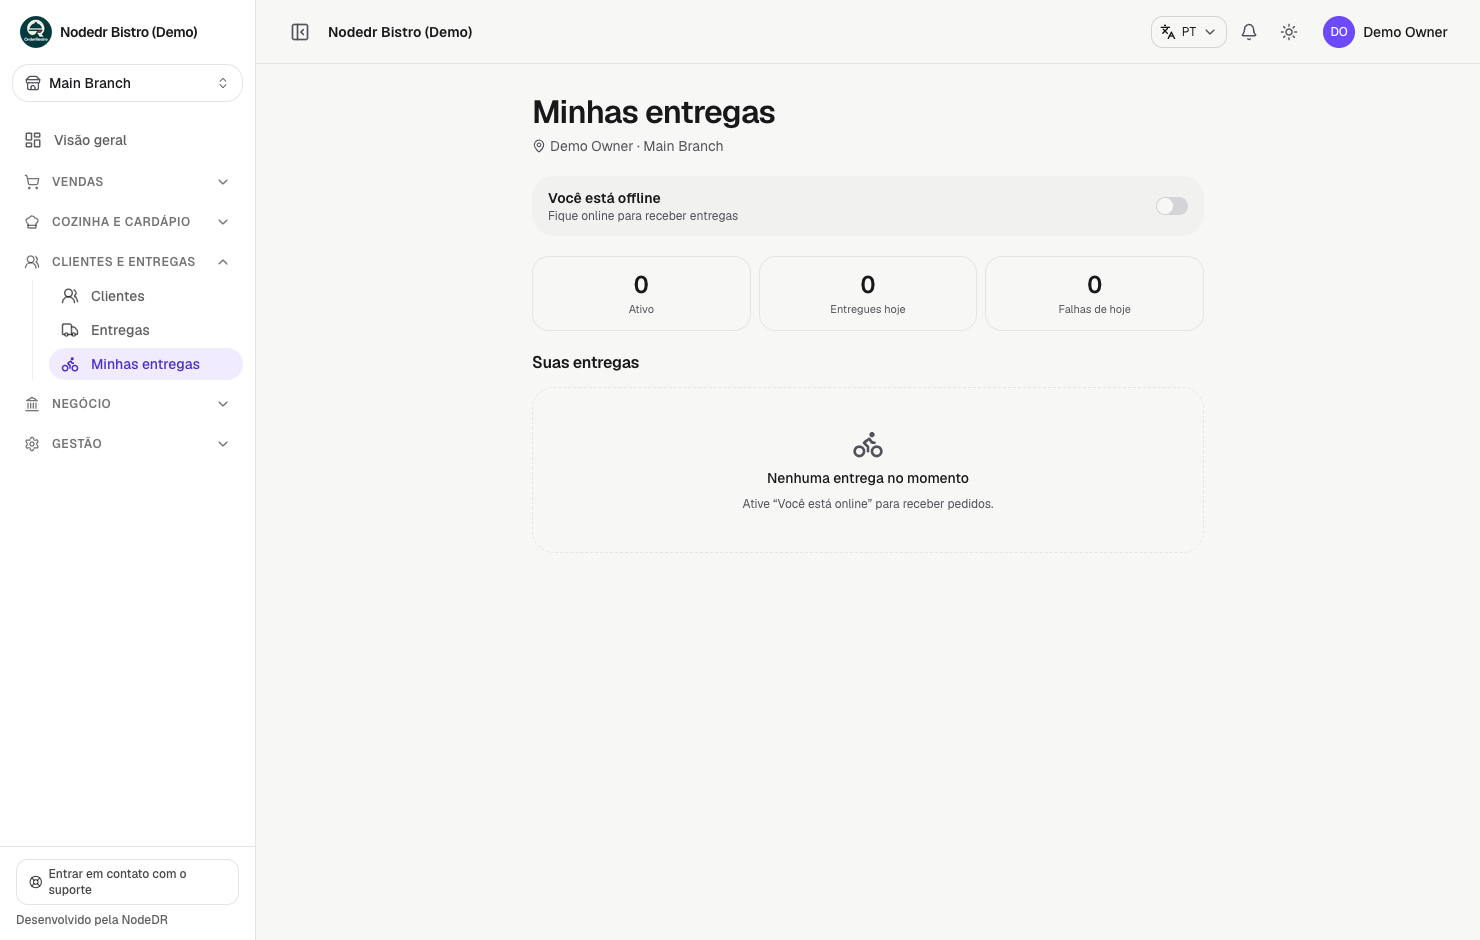 Nodedr Bistro (Demo)
Main Branch
Visão geral
VENDAS
COZINHA E CARDÁPIO
CLIENTES E ENTREGAS
Clientes
Entregas
Minhas entregas
NEGÓCIO
GESTÃO
Entrar em contato com o
suporte
Desenvolvido pela NodeDR
Nodedr Bistro (Demo)
PT
DO
Demo Owner
Minhas entregas
Demo Owner · Main Branch
Você está offline
Fique online para receber entregas
0
Ativo
0
Entregues hoje
0
Falhas de hoje
Suas entregas
Nenhuma entrega no momento
Ative “Você está online” para receber pedidos.